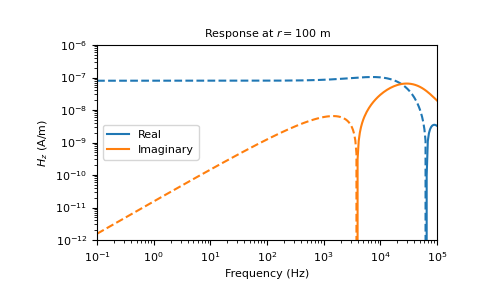 Response at r = 100 m
10⁻⁶
10⁻⁷
10⁻⁸
10⁻⁹
10⁻¹⁰
10⁻¹¹
10⁻¹²
H_z (A/m)
Real
Imaginary
10⁻¹ 10⁰ 10¹ 10² 10³ 10⁴ 10⁵
Frequency (Hz)